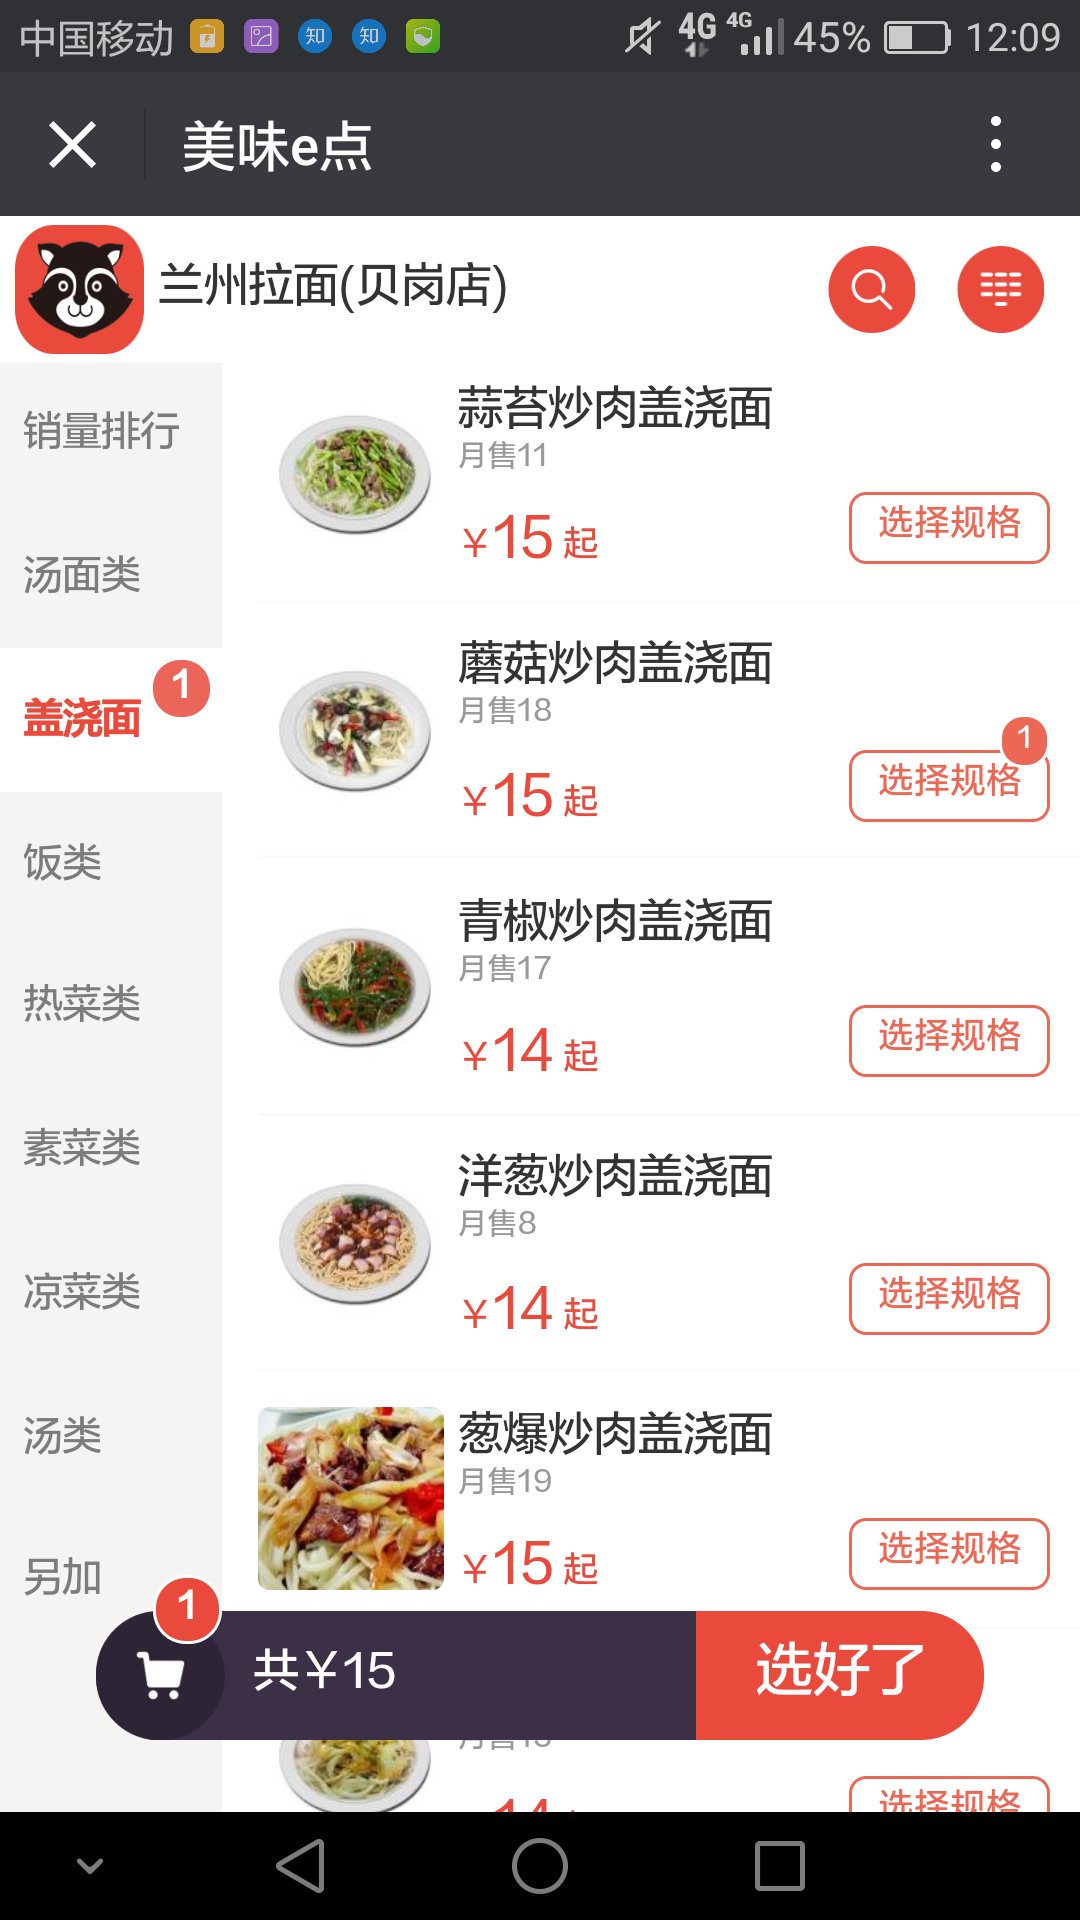 中国移动 知 知 4G 4G 45% 12:09
美味e点
兰州拉面(贝岗店)
销量排行
汤面类
盖浇面 1
饭类
热菜类
素菜类
凉菜类
汤类
另加
蒜苔炒肉盖浇面
月售11
¥15 起 选择规格
蘑菇炒肉盖浇面
月售18
1
¥15 起 选择规格
青椒炒肉盖浇面
月售17
¥14 起 选择规格
洋葱炒肉盖浇面
月售8
¥14 起 选择规格
葱爆炒肉盖浇面
月售19
¥15 起 选择规格
1
共¥15 选好了
选择规格